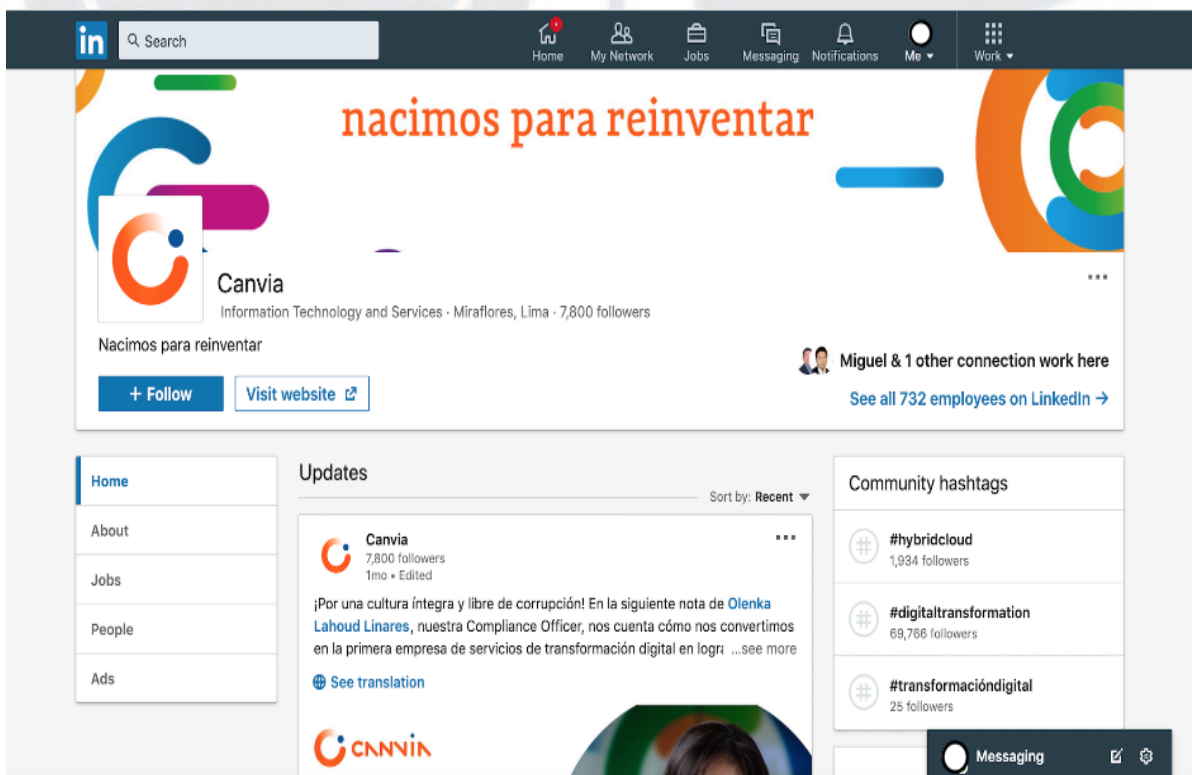 in
Search
Home
My Network
Jobs
Messaging
Notifications
Me
Work
nacimos para reinventar
Canvia
Information Technology and Services · Miraflores, Lima · 7,800 followers
Nacimos para reinventar
Miguel & 1 other connection work here
+ Follow
Visit website
See all 732 employees on LinkedIn →
Home
About
Jobs
People
Ads
Updates
Sort by: Recent
Canvia
7,800 followers
1mo • Edited
¡Por una cultura íntegra y libre de corrupción! En la siguiente nota de Olenka
Lahoud Linares, nuestra Compliance Officer, nos cuenta cómo nos convertimos
en la primera empresa de servicios de transformación digital en logra ...see more
See translation
CANVIA
Community hashtags
#hybridcloud
1,934 followers
#digitaltransformation
69,766 followers
#transformacióndigital
25 followers
Messaging